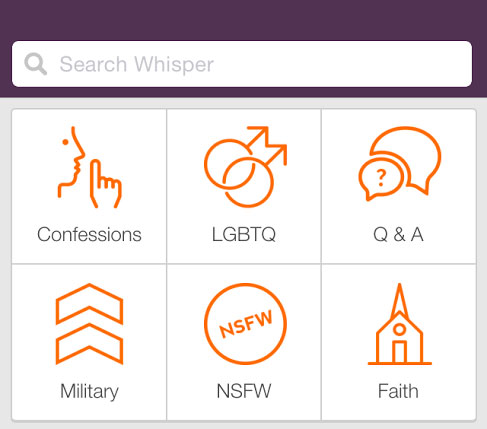 Search Whisper
Confessions
LGBTQ
?
Q & A
Military
NSFW
NSFW
Faith